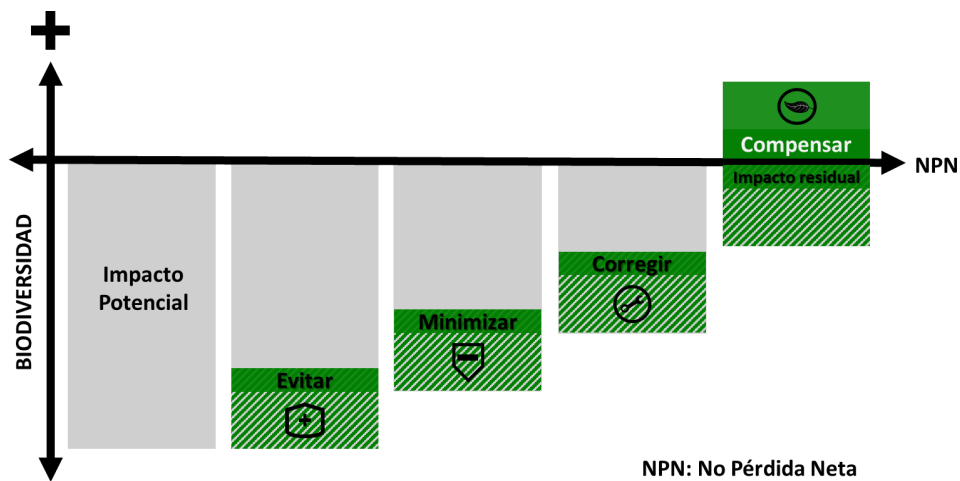 +
Compensar
Impacto residual
NPN
BIODIVERSIDAD
Impacto
Potencial
Corregir
Minimizar
Evitar
NPN: No Pérdida Neta